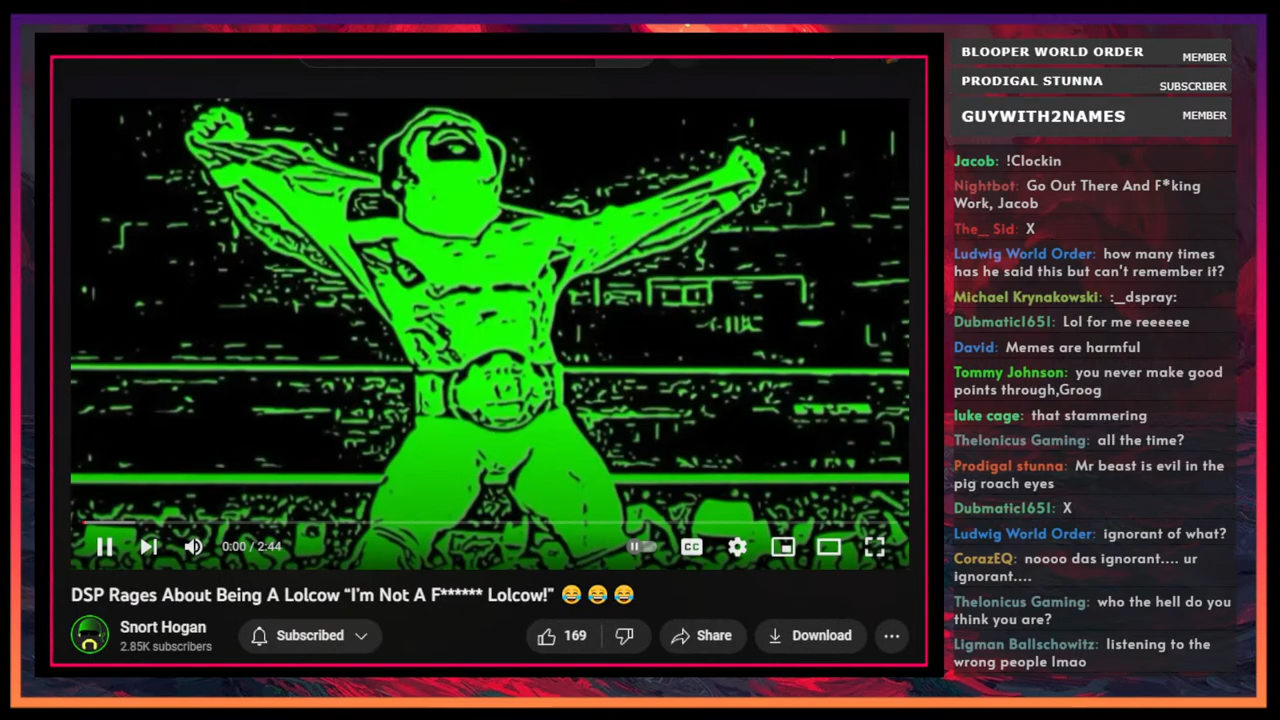 0:00 / 2:44
CC
DSP Rages About Being A Lolcow “I'm Not A F****** Lolcow!” 😂 😂 😂
Snort Hogan
2.85K subscribers
Subscribed
169
Share
Download
BLOOPER WORLD ORDER
MEMBER
PRODIGAL STUNNA
SUBSCRIBER
GUYWITH2NAMES
MEMBER
Jacob: !Clockin
Nightbot: Go Out There And F*king
Work, Jacob
The_ Sid: X
Ludwig World Order: how many times
has he said this but can't remember it?
Michael Krynakowski: :_dspray:
Dubmatic1651: Lol for me reeeeee
David: Memes are harmful
Tommy Johnson: you never make good
points through,Groog
luke cage: that stammering
Thelonicus Gaming: all the time?
Prodigal stunna: Mr beast is evil in the
pig roach eyes
Dubmatic1651: X
Ludwig World Order: ignorant of what?
CorazEQ: noooo das ignorant.... ur
ignorant....
Thelonicus Gaming: who the hell do you
think you are?
Ligman Ballschowitz: listening to the
wrong people lmao